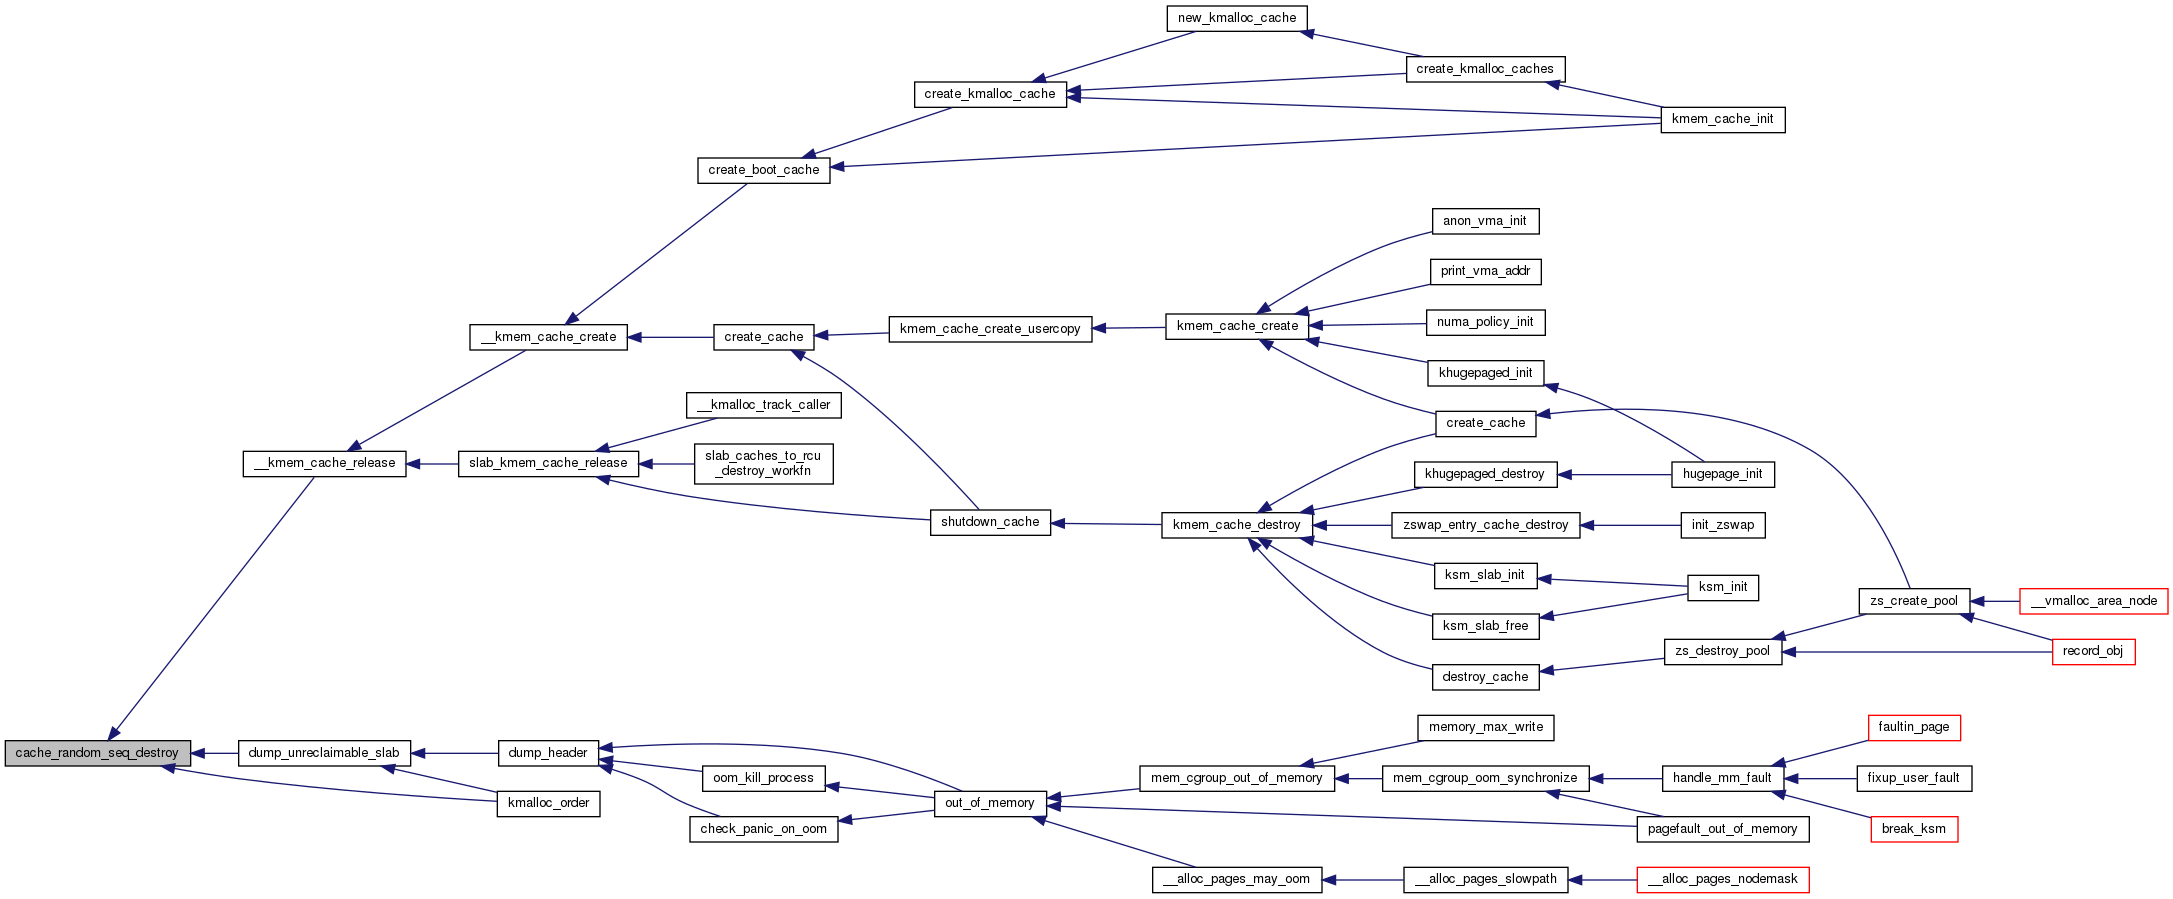 new_kmalloc_cache
create_kmalloc_caches
create_kmalloc_cache
kmem_cache_init
create_boot_cache
anon_vma_init
print_vma_addr
numa_policy_init
kmem_cache_create
kmem_cache_create_usercopy
__kmem_cache_create
create_cache
khugepaged_init
__kmalloc_track_caller
create_cache
__kmem_cache_release
slab_kmem_cache_release
slab_caches_to_rcu
_destroy_workfn
khugepaged_destroy
hugepage_init
shutdown_cache
kmem_cache_destroy
zswap_entry_cache_destroy
init_zswap
ksm_slab_init
ksm_init
zs_create_pool
__vmalloc_area_node
ksm_slab_free
zs_destroy_pool
record_obj
destroy_cache
memory_max_write
faultin_page
cache_random_seq_destroy
dump_unreclaimable_slab
dump_header
oom_kill_process
mem_cgroup_out_of_memory
mem_cgroup_oom_synchronize
handle_mm_fault
fixup_user_fault
kmalloc_order
out_of_memory
check_panic_on_oom
pagefault_out_of_memory
break_ksm
__alloc_pages_may_oom
__alloc_pages_slowpath
__alloc_pages_nodemask